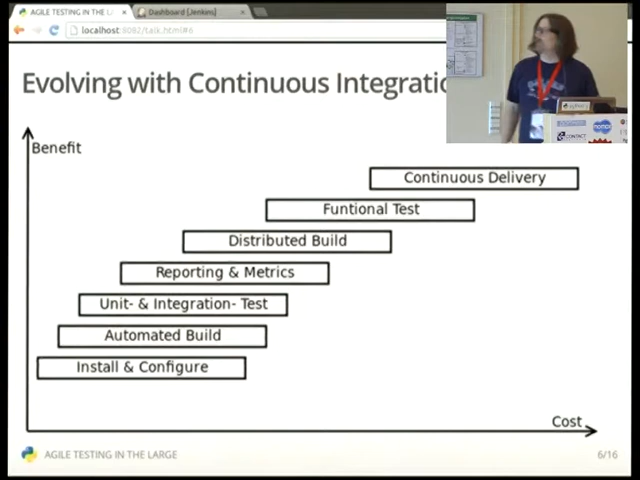 AGILE TESTING IN THE LARGE
Dashboard [Jenkins]
localhost:8082/talk.html#6
Evolving with Continuous Integratio
Benefit
Continuous Delivery
Funtional Test
Distributed Build
Reporting & Metrics
Unit- & Integration- Test
Automated Build
Install & Configure
Cost
AGILE TESTING IN THE LARGE
6/16
CONTACT